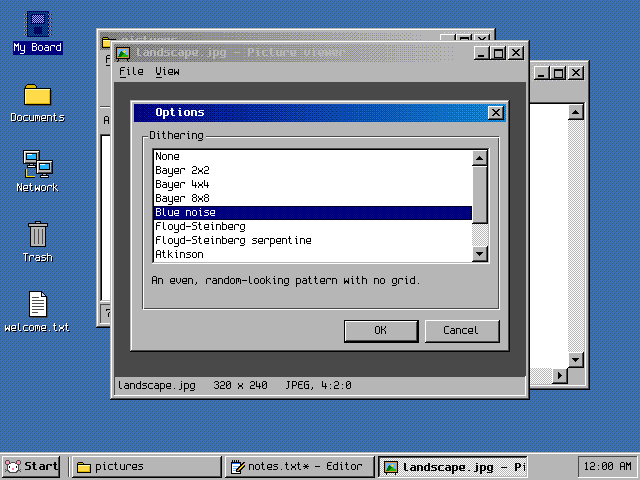 My Board
Documents
Network
Trash
welcome.txt
pictures
landscape.jpg - Picture Viewer
File View
Options
Dithering
None
Bayer 2x2
Bayer 4x4
Bayer 8x8
Blue noise
Floyd-Steinberg
Floyd-Steinberg serpentine
Atkinson
An even, random-looking pattern with no grid.
OK
Cancel
landscape.jpg 320 x 240 JPEG, 4:2:0
Start
pictures
notes.txt* - Editor
landscape.jpg - Pi
12:00 AM